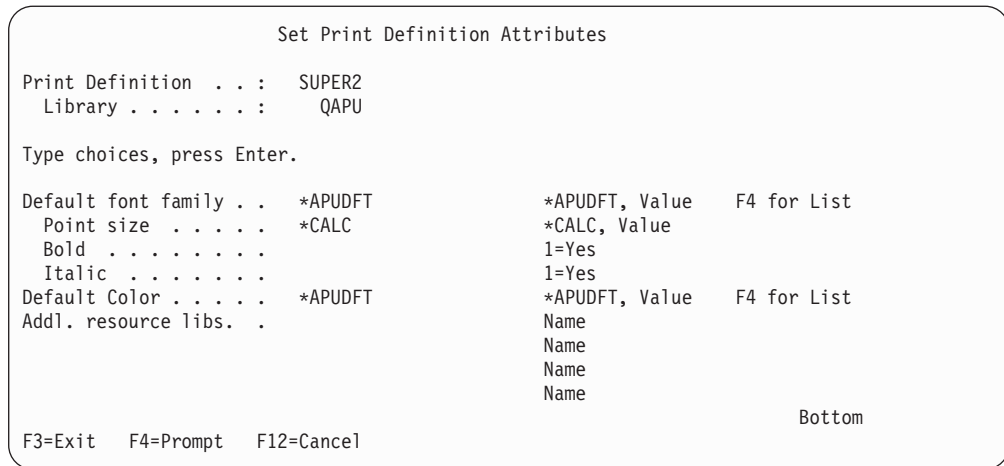 Set Print Definition Attributes
Print Definition . . : SUPER2
Library . . . . . . : QAPU
Type choices, press Enter.
Default font family . . *APUDFT *APUDFT, Value F4 for List
Point size . . . . . *CALC *CALC, Value
Bold . . . . . . . . 1=Yes
Italic . . . . . . . 1=Yes
Default Color . . . . . *APUDFT *APUDFT, Value F4 for List
Addl. resource libs. . Name
Name
Name
Name
Bottom
F3=Exit F4=Prompt F12=Cancel